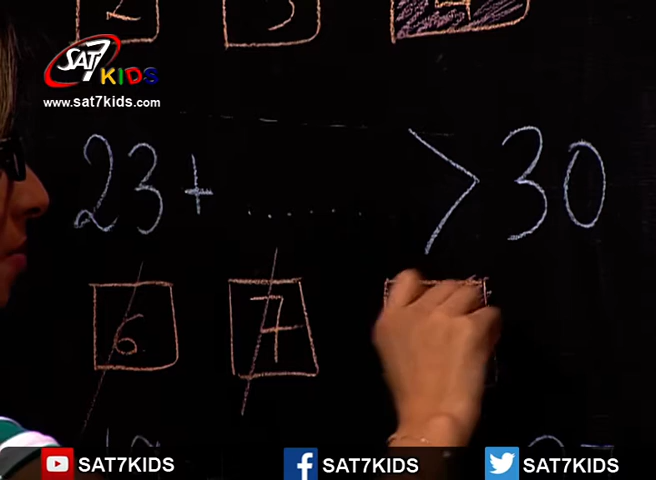 SAT7
KIDS
www.sat7kids.com
23 + ...... > 30
6 7
SAT7KIDS SAT7KIDS SAT7KIDS